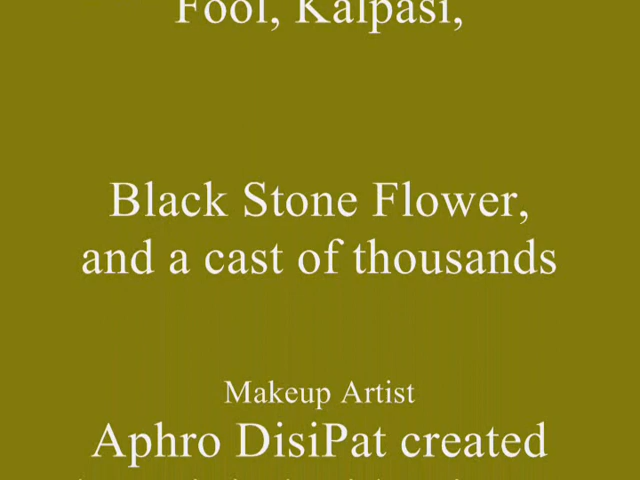 Fool, Kalpasi,
Black Stone Flower,
and a cast of thousands
Makeup Artist
Aphro DisiPat created